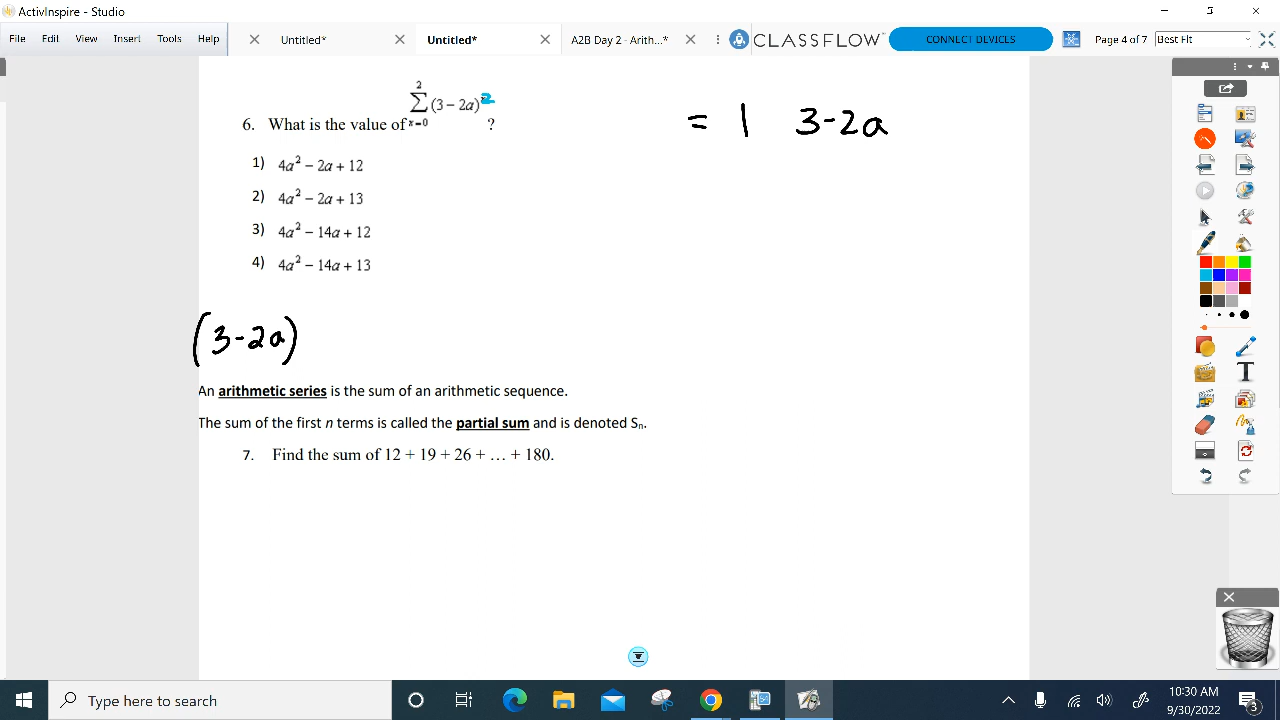 ActivInspire - Studio
File Edit View Insert Tools Help
Untitled* Untitled* A2B Day 2 - Arith...* CLASSFLOW CONNECT DEVICES Page 4 of 7 Best Fit
6. What is the value of 2 ∑ x=0 (3 − 2a)^2 ?
= 1 3-2a
1) 4a² − 2a + 12
2) 4a² − 2a + 13
3) 4a² − 14a + 12
4) 4a² − 14a + 13
(3-2a)
An arithmetic series is the sum of an arithmetic sequence.
The sum of the first n terms is called the partial sum and is denoted Sₙ.
7. Find the sum of 12 + 19 + 26 + … + 180.
Type here to search
10:30 AM
9/30/2022
3